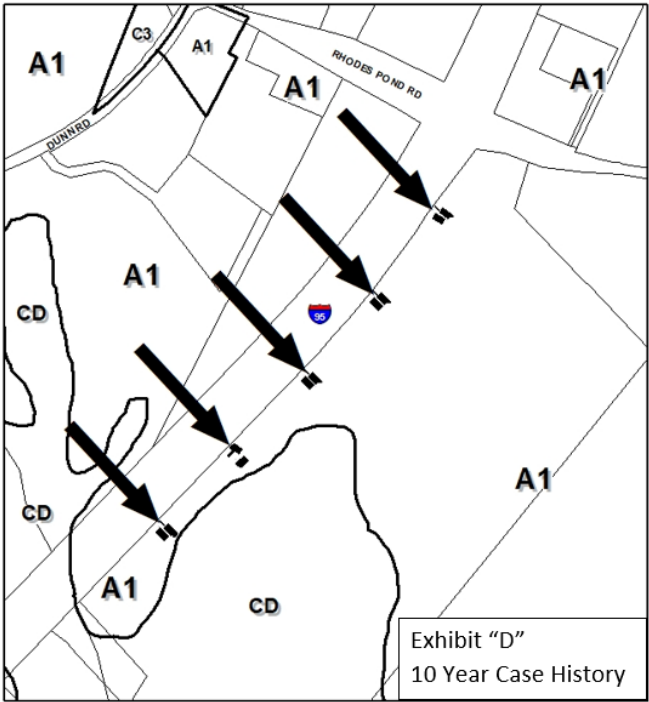 A1
C3
A1
A1
RHODES POND RD
A1
DUNN RD
A1
CD
95
A1
CD
A1
CD
Exhibit “D”
10 Year Case History